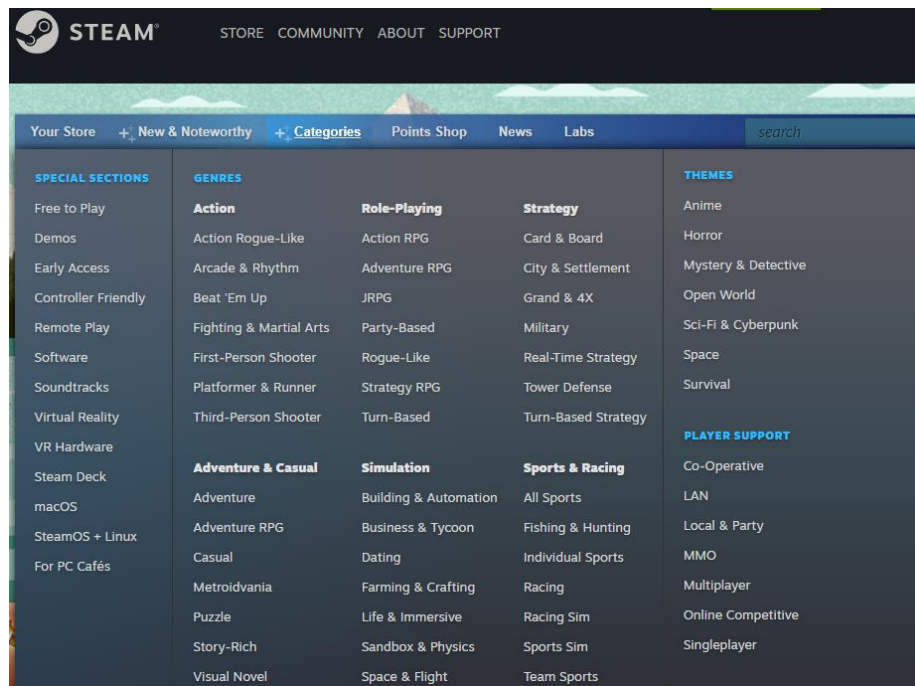 STEAM®
STORE COMMUNITY ABOUT SUPPORT
Your Store New & Noteworthy Categories Points Shop News Labs search
SPECIAL SECTIONS
Free to Play
Demos
Early Access
Controller Friendly
Remote Play
Software
Soundtracks
Virtual Reality
VR Hardware
Steam Deck
macOS
SteamOS + Linux
For PC Cafés
GENRES
Action
Action Rogue-Like
Arcade & Rhythm
Beat 'Em Up
Fighting & Martial Arts
First-Person Shooter
Platformer & Runner
Third-Person Shooter
Adventure & Casual
Adventure
Adventure RPG
Casual
Metroidvania
Puzzle
Story-Rich
Visual Novel
Role-Playing
Action RPG
Adventure RPG
JRPG
Party-Based
Rogue-Like
Strategy RPG
Turn-Based
Simulation
Building & Automation
Business & Tycoon
Dating
Farming & Crafting
Life & Immersive
Sandbox & Physics
Space & Flight
Strategy
Card & Board
City & Settlement
Grand & 4X
Military
Real-Time Strategy
Tower Defense
Turn-Based Strategy
Sports & Racing
All Sports
Fishing & Hunting
Individual Sports
Racing
Racing Sim
Sports Sim
Team Sports
THEMES
Anime
Horror
Mystery & Detective
Open World
Sci-Fi & Cyberpunk
Space
Survival
PLAYER SUPPORT
Co-Operative
LAN
Local & Party
MMO
Multiplayer
Online Competitive
Singleplayer